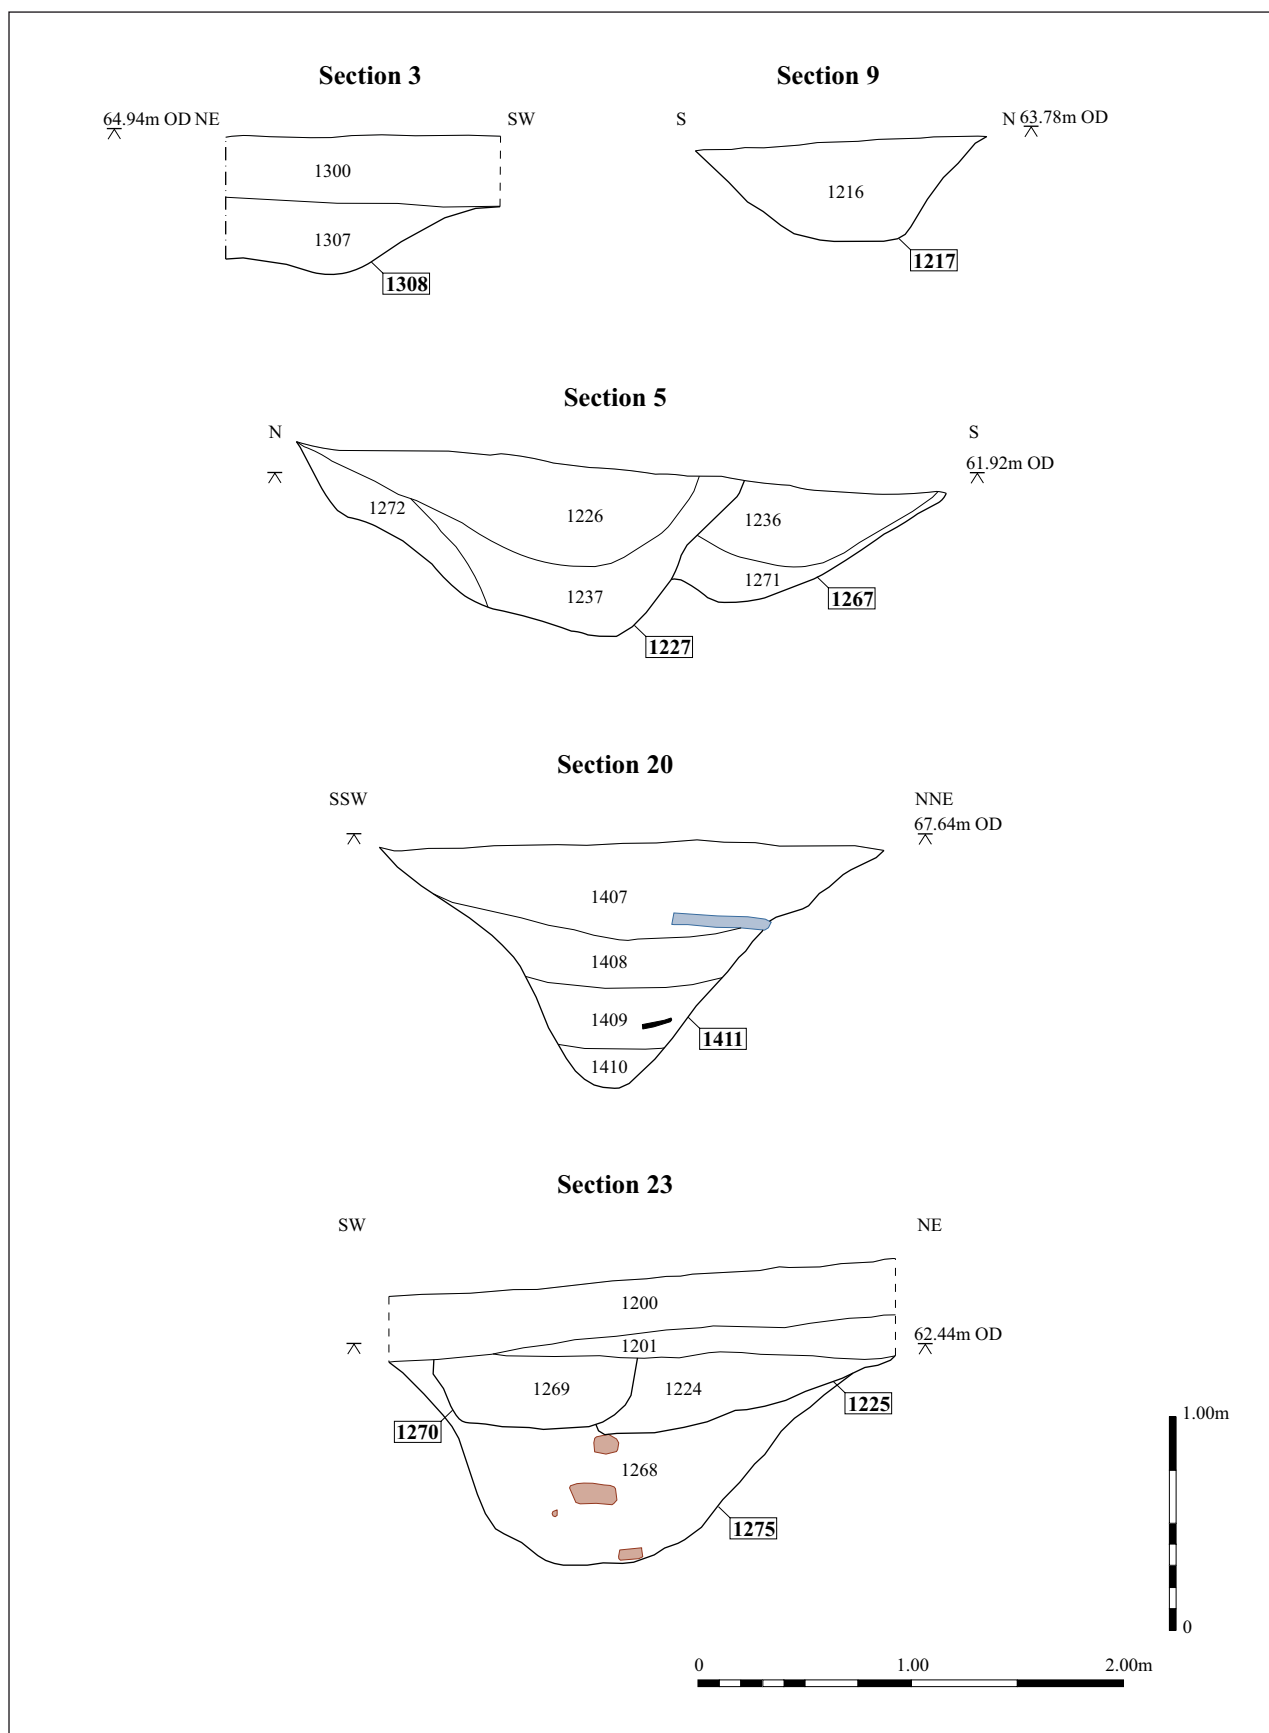 Section 3
64.94m OD NE
SW
1300
1307
1308
Section 9
S
N 63.78m OD
1216
1217
Section 5
N
S
61.92m OD
1272
1226
1236
1271
1237
1267
1227
Section 20
SSW
NNE
67.64m OD
1407
1408
1409
1411
1410
Section 23
SW
NE
1200
62.44m OD
1201
1269
1224
1225
1270
1268
1275
1.00m
0
0 1.00 2.00m